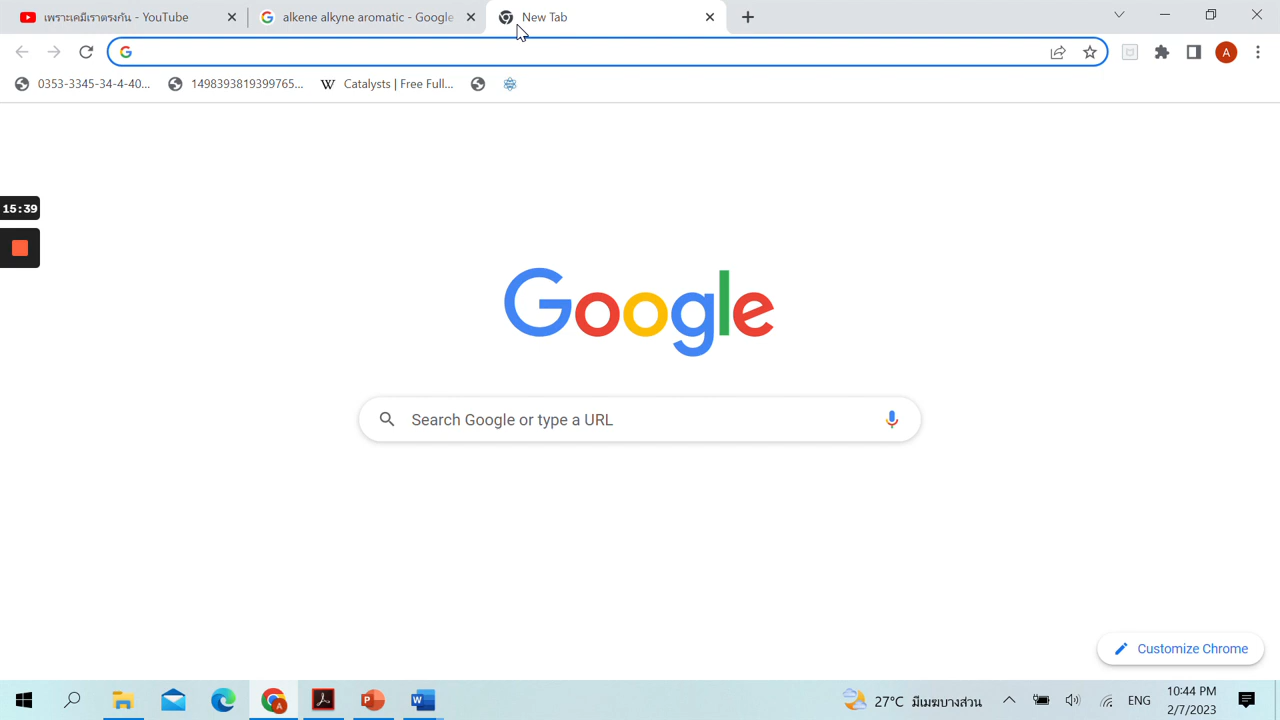 เพราะเคมีเราตรงกัน - YouTube
alkene alkyne aromatic - Google
New Tab
A
0353-3345-34-4-40...
1498393819399765...
W Catalysts | Free Full...
15:39
Google
Search Google or type a URL
Customize Chrome
27°C มีเมฆบางส่วน
ENG
10:44 PM
2/7/2023